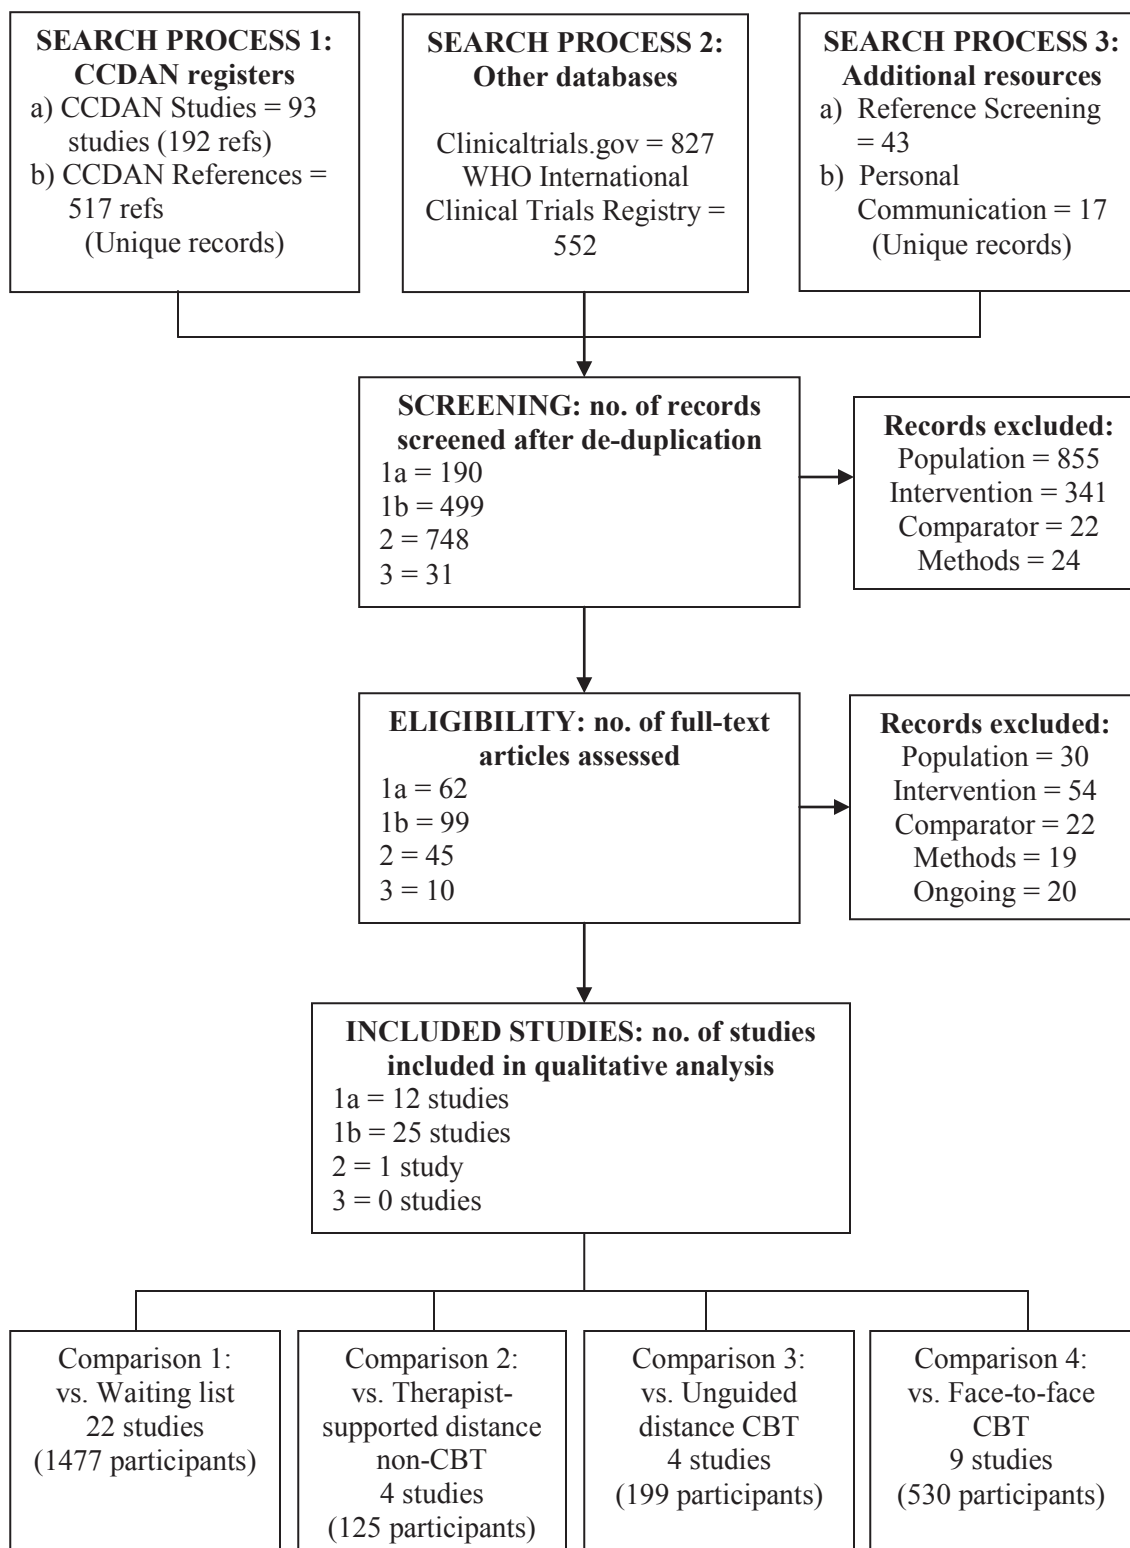 SEARCH PROCESS 1:
CCDAN registers
a) CCDAN Studies = 93
studies (192 refs)
b) CCDAN References =
517 refs
(Unique records)
SEARCH PROCESS 2:
Other databases
Clinicaltrials.gov = 827
WHO International
Clinical Trials Registry =
552
SEARCH PROCESS 3:
Additional resources
a) Reference Screening
= 43
b) Personal
Communication = 17
(Unique records)
SCREENING: no. of records
screened after de-duplication
1a = 190
1b = 499
2 = 748
3 = 31
Records excluded:
Population = 855
Intervention = 341
Comparator = 22
Methods = 24
ELIGIBILITY: no. of full-text
articles assessed
1a = 62
1b = 99
2 = 45
3 = 10
Records excluded:
Population = 30
Intervention = 54
Comparator = 22
Methods = 19
Ongoing = 20
INCLUDED STUDIES: no. of studies
included in qualitative analysis
1a = 12 studies
1b = 25 studies
2 = 1 study
3 = 0 studies
Comparison 1:
vs. Waiting list
22 studies
(1477 participants)
Comparison 2:
vs. Therapist-
supported distance
non-CBT
4 studies
(125 participants)
Comparison 3:
vs. Unguided
distance CBT
4 studies
(199 participants)
Comparison 4:
vs. Face-to-face
CBT
9 studies
(530 participants)